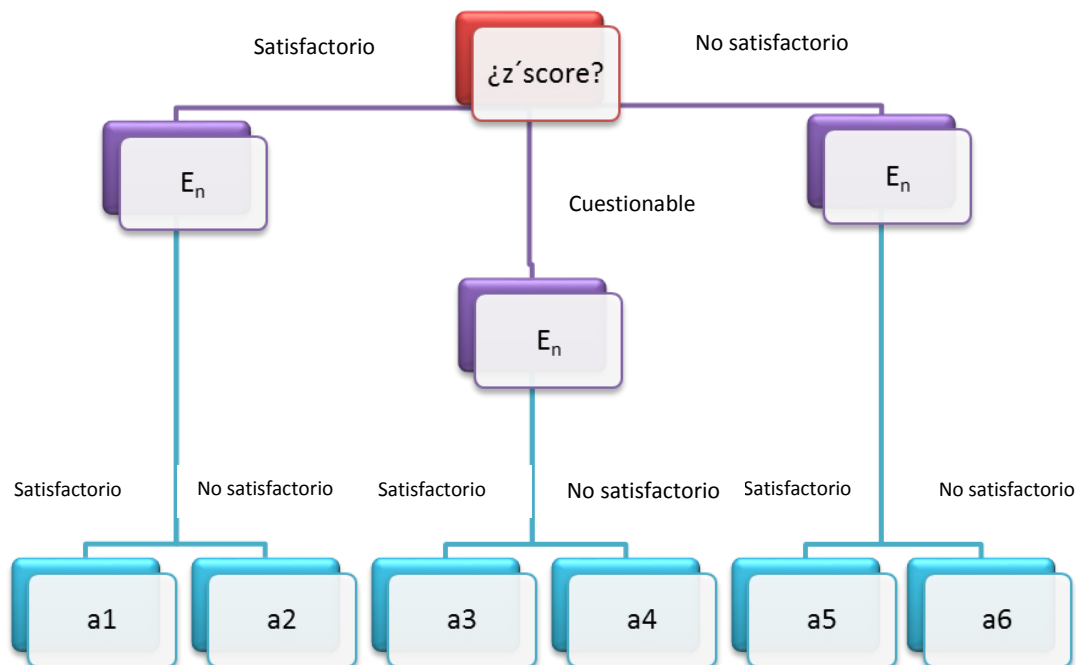 Satisfactorio
¿z´score?
No satisfactorio
Eₙ
Eₙ
Cuestionable
Eₙ
Satisfactorio
No satisfactorio
Satisfactorio
No satisfactorio
Satisfactorio
No satisfactorio
a1
a2
a3
a4
a5
a6